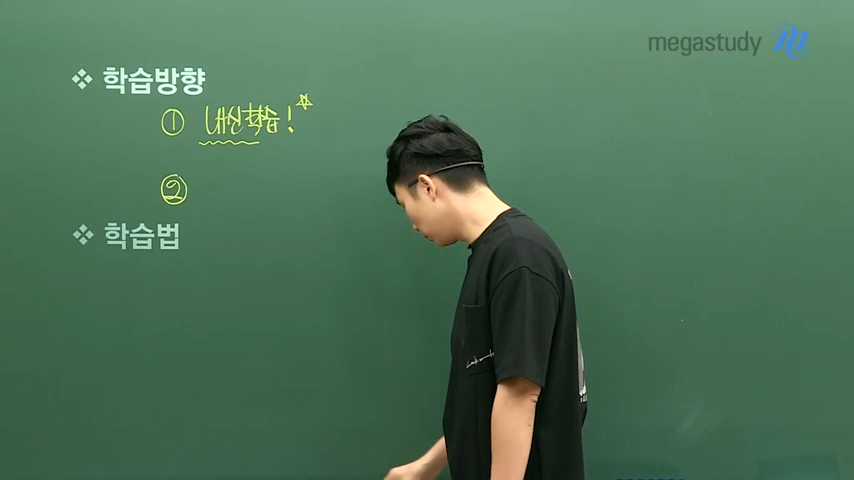 megastudy
❖ 학습방향
① 내신학습! ☆
②
❖ 학습법